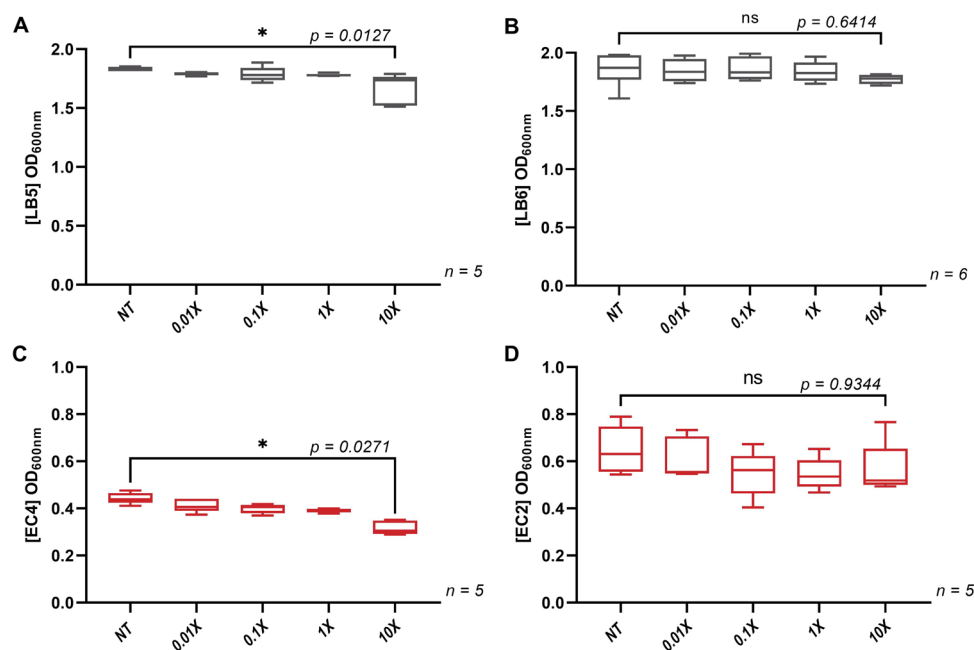 A
*
p = 0.0127
2.0
1.5
1.0
0.5
0.0
[LB5] OD600nm
NT
0.01X
0.1X
1X
10X
n = 5
B
ns
p = 0.6414
2.0
1.5
1.0
0.5
0.0
[LB6] OD600nm
NT
0.01X
0.1X
1X
10X
n = 6
C
*
p = 0.0271
1.0
0.8
0.6
0.4
0.2
0.0
[EC4] OD600nm
NT
0.01X
0.1X
1X
10X
n = 5
D
ns
p = 0.9344
1.0
0.8
0.6
0.4
0.2
0.0
[EC2] OD600nm
NT
0.01X
0.1X
1X
10X
n = 5